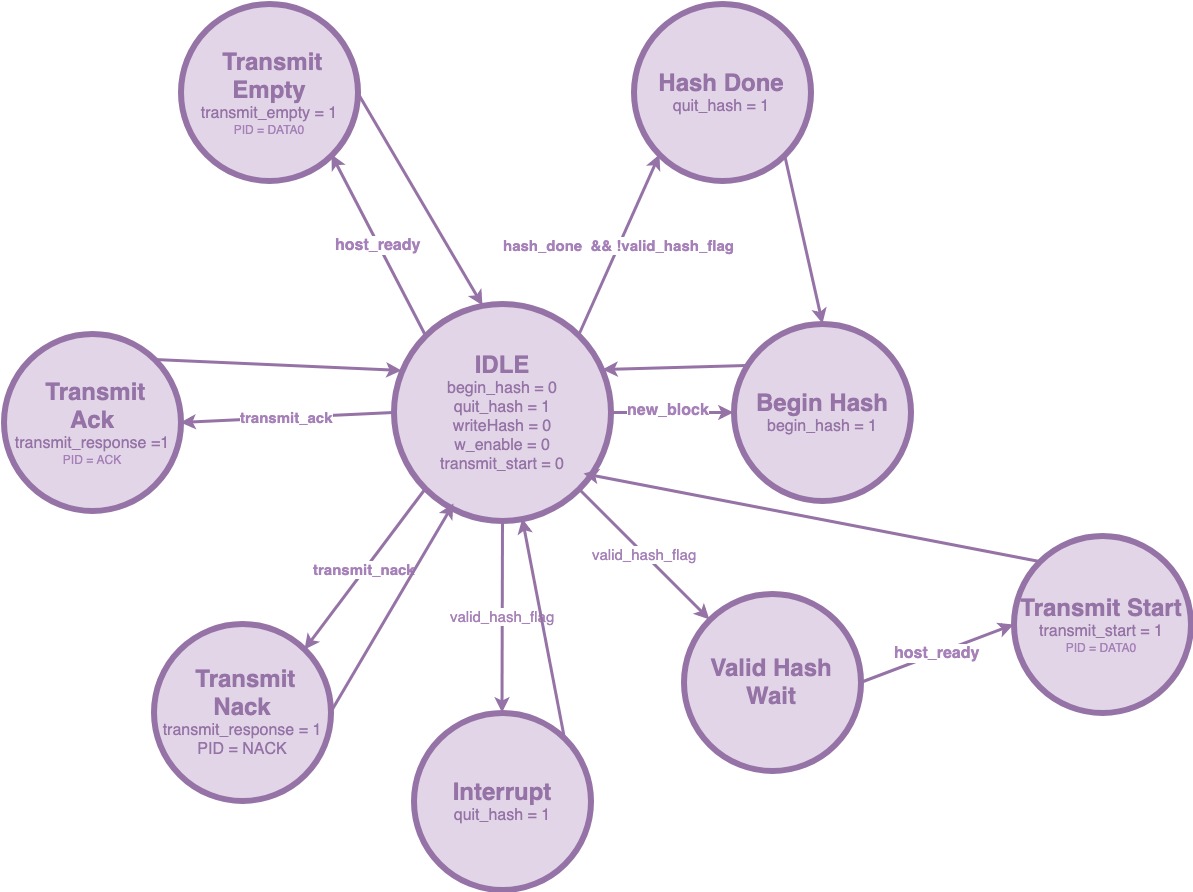 Transmit
Empty
transmit_empty = 1
PID = DATA0
Hash Done
quit_hash = 1
host_ready
hash_done && !valid_hash_flag
IDLE
begin_hash = 0
quit_hash = 1
writeHash = 0
w_enable = 0
transmit_start = 0
Transmit
Ack
transmit_response =1
PID = ACK
transmit_ack
new_block
Begin Hash
begin_hash = 1
transmit_nack
valid_hash_flag
valid_hash_flag
Transmit Start
transmit_start = 1
PID = DATA0
host_ready
Valid Hash
Wait
Transmit
Nack
transmit_response = 1
PID = NACK
Interrupt
quit_hash = 1